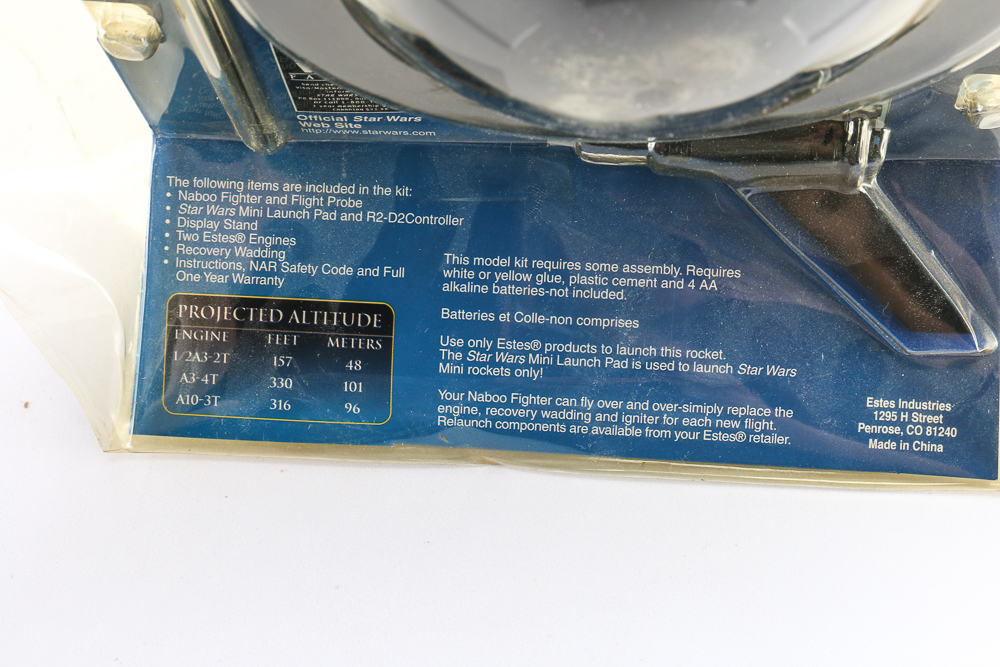 Official Star Wars
Web Site
http://www.starwars.com
The following items are included in the kit:
• Naboo Fighter and Flight Probe
• Star Wars Mini Launch Pad and R2-D2Controller
• Display Stand
• Two Estes® Engines
• Recovery Wadding
• Instructions, NAR Safety Code and Full
One Year Warranty
PROJECTED ALTITUDE
ENGINE FEET METERS
1/2A3-2T 157 48
A3-4T 330 101
A10-3T 316 96
This model kit requires some assembly. Requires
white or yellow glue, plastic cement and 4 AA
alkaline batteries-not included.
Batteries et Colle-non comprises
Use only Estes® products to launch this rocket.
The Star Wars Mini Launch Pad is used to launch Star Wars
Mini rockets only!
Your Naboo Fighter can fly over and over-simply replace the
engine, recovery wadding and igniter for each new flight.
Relaunch components are available from your Estes® retailer.
Estes Industries
1295 H Street
Penrose, CO 81240
Made in China